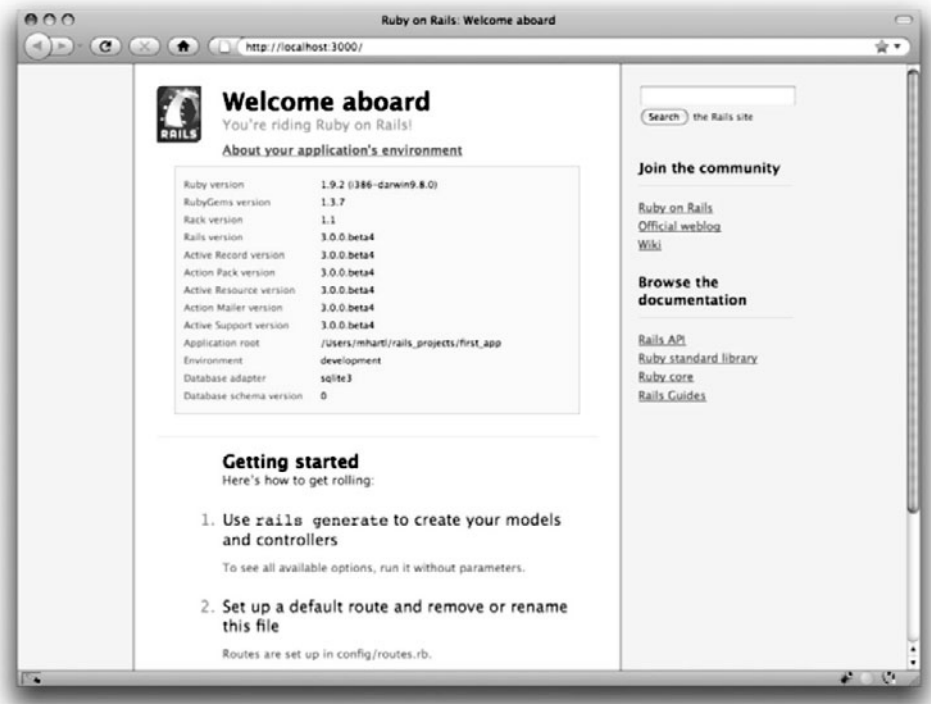 Ruby on Rails: Welcome aboard
http://localhost:3000/
RAILS
Welcome aboard
You're riding Ruby on Rails!
About your application's environment
Ruby version 1.9.2 (i386-darwin9.8.0)
RubyGems version 1.3.7
Rack version 1.1
Rails version 3.0.0.beta4
Active Record version 3.0.0.beta4
Action Pack version 3.0.0.beta4
Active Resource version 3.0.0.beta4
Action Mailer version 3.0.0.beta4
Active Support version 3.0.0.beta4
Application root /Users/mhartl/rails_projects/first_app
Environment development
Database adapter sqlite3
Database schema version 0
Getting started
Here's how to get rolling:
1. Use rails generate to create your models
and controllers
To see all available options, run it without parameters.
2. Set up a default route and remove or rename
this file
Routes are set up in config/routes.rb.
Search the Rails site
Join the community
Ruby on Rails
Official weblog
Wiki
Browse the
documentation
Rails API
Ruby standard library
Ruby core
Rails Guides